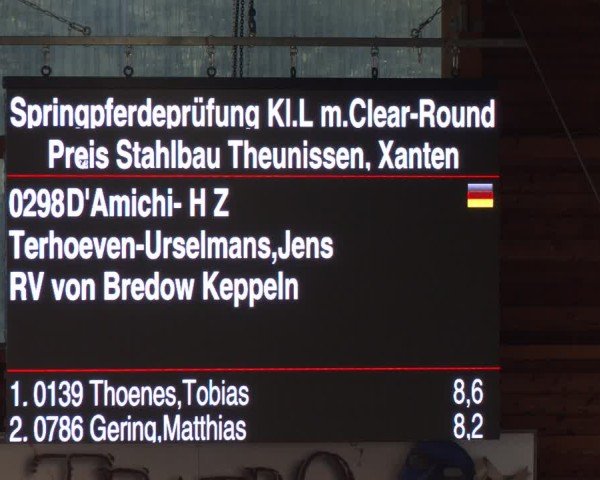 Springpferdeprüfung Kl.L m.Clear-Round
Preis Stahlbau Theunissen, Xanten
0298D'Amichi- H Z
Terhoeven-Urselmans,Jens
RV von Bredow Keppeln
1. 0139 Thoenes,Tobias 8,6
2. 0786 Gering,Matthias 8,2